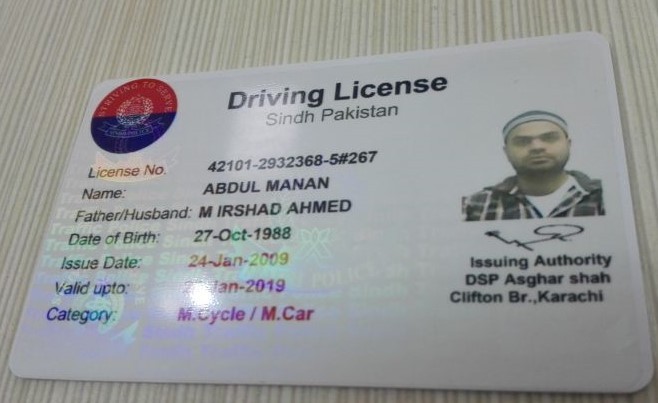 STRIVING TO SERVE
SINDH POLICE
Driving License
Sindh Pakistan
License No. 42101-2932368-5#267
Name: ABDUL MANAN
Father/Husband: M IRSHAD AHMED
Date of Birth: 27-Oct-1988
Issue Date: 24-Jan-2009
Valid upto: Jan-2019
Category: M.Cycle / M.Car
Issuing Authority
DSP Asghar shah
Clifton Br.,Karachi